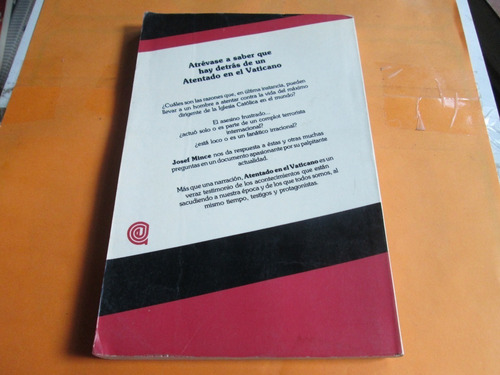 Atrévase a saber que
hay detrás de un
Atentado en el Vaticano
¿Cuáles son las razones que, en última instancia, pueden
llevar a un hombre a atentar contra la vida del máximo
dirigente de la Iglesia Católica en el mundo?
El asesino frustrado...
¿actuó solo o es parte de un complot terrorista
internacional?
¿está loco o es un fanático irracional?
Josef Mince nos da respuesta a éstas y otras muchas
preguntas en un documento apasionante por su palpitante
actualidad.
Más que una narración, Atentado en el Vaticano es un
veraz testimonio de los acontecimientos que están
sacudiendo a nuestra época y de los que todos somos, al
mismo tiempo, testigos y protagonistas.